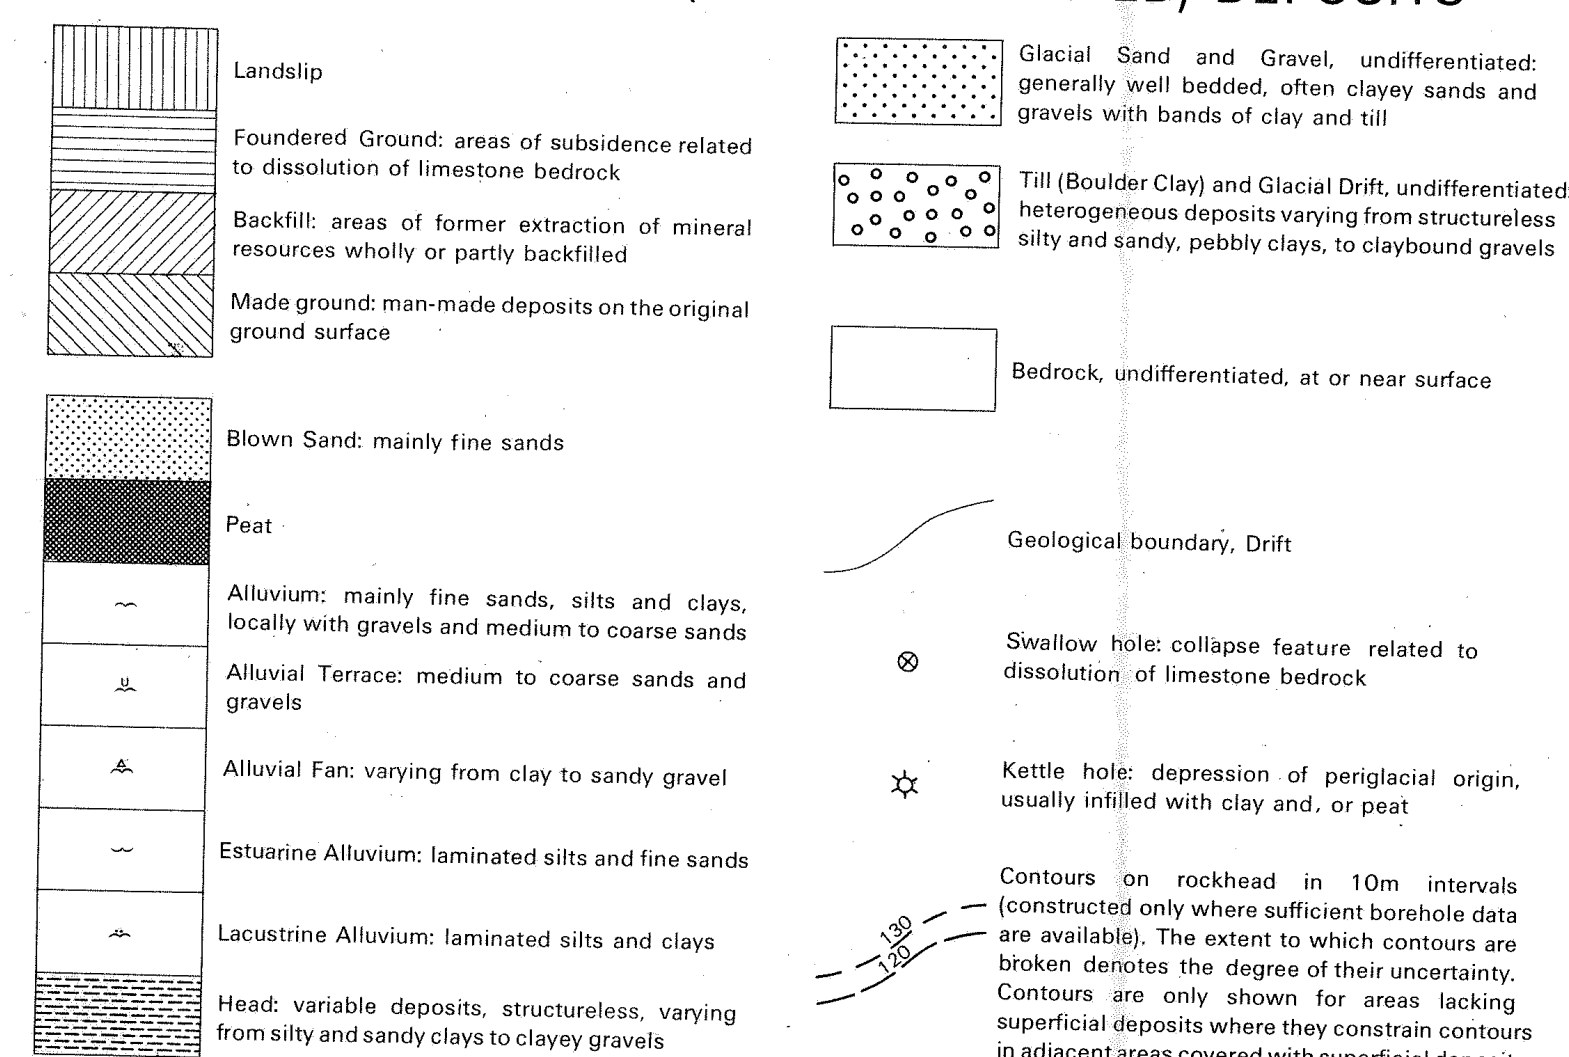 DEPOSITS
Landslip
Foundered Ground: areas of subsidence related
to dissolution of limestone bedrock
Backfill: areas of former extraction of mineral
resources wholly or partly backfilled
Made ground: man-made deposits on the original
ground surface
Blown Sand: mainly fine sands
Peat
Alluvium: mainly fine sands, silts and clays,
locally with gravels and medium to coarse sands
Alluvial Terrace: medium to coarse sands and
gravels
Alluvial Fan: varying from clay to sandy gravel
Estuarine Alluvium: laminated silts and fine sands
Lacustrine Alluvium: laminated silts and clays
Head: variable deposits, structureless, varying
from silty and sandy clays to clayey gravels
Glacial Sand and Gravel, undifferentiated:
generally well bedded, often clayey sands and
gravels with bands of clay and till
Till (Boulder Clay) and Glacial Drift, undifferentiated:
heterogeneous deposits varying from structureless
silty and sandy, pebbly clays, to claybound gravels
Bedrock, undifferentiated, at or near surface
Geological boundary, Drift
Swallow hole: collapse feature related to
dissolution of limestone bedrock
Kettle hole: depression of periglacial origin,
usually infilled with clay and, or peat
130
120
Contours on rockhead in 10m intervals
(constructed only where sufficient borehole data
are available). The extent to which contours are
broken denotes the degree of their uncertainty.
Contours are only shown for areas lacking
superficial deposits where they constrain contours
in adjacent areas covered with superficial